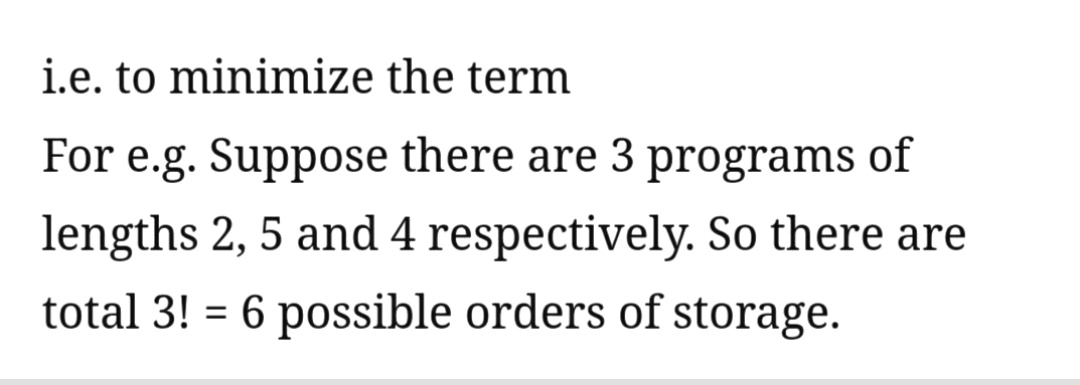 i.e. to minimize the term
For e.g. Suppose there are 3 programs of
lengths 2, 5 and 4 respectively. So there are
total 3! = 6 possible orders of storage.